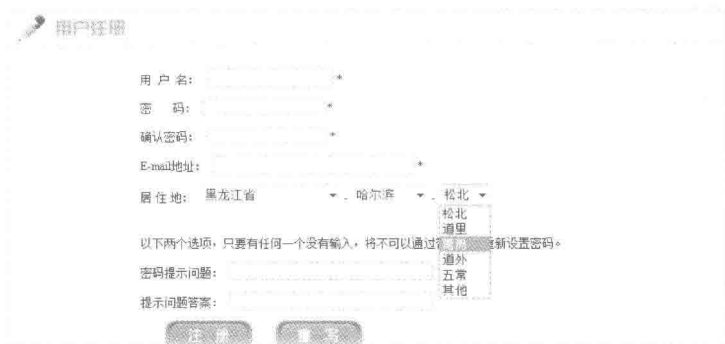 用户注册
用 户 名： *
密 码： *
确认密码： *
E-mail地址： *
居 住 地： 黑龙江省 - 哈尔滨 - 松北
松北
道里
道外
五常
其他
以下两个选项，只要有任何一个没有输入，将不可以通过 新设置密码。
密码提示问题：
提示问题答案：
注 册 重 写